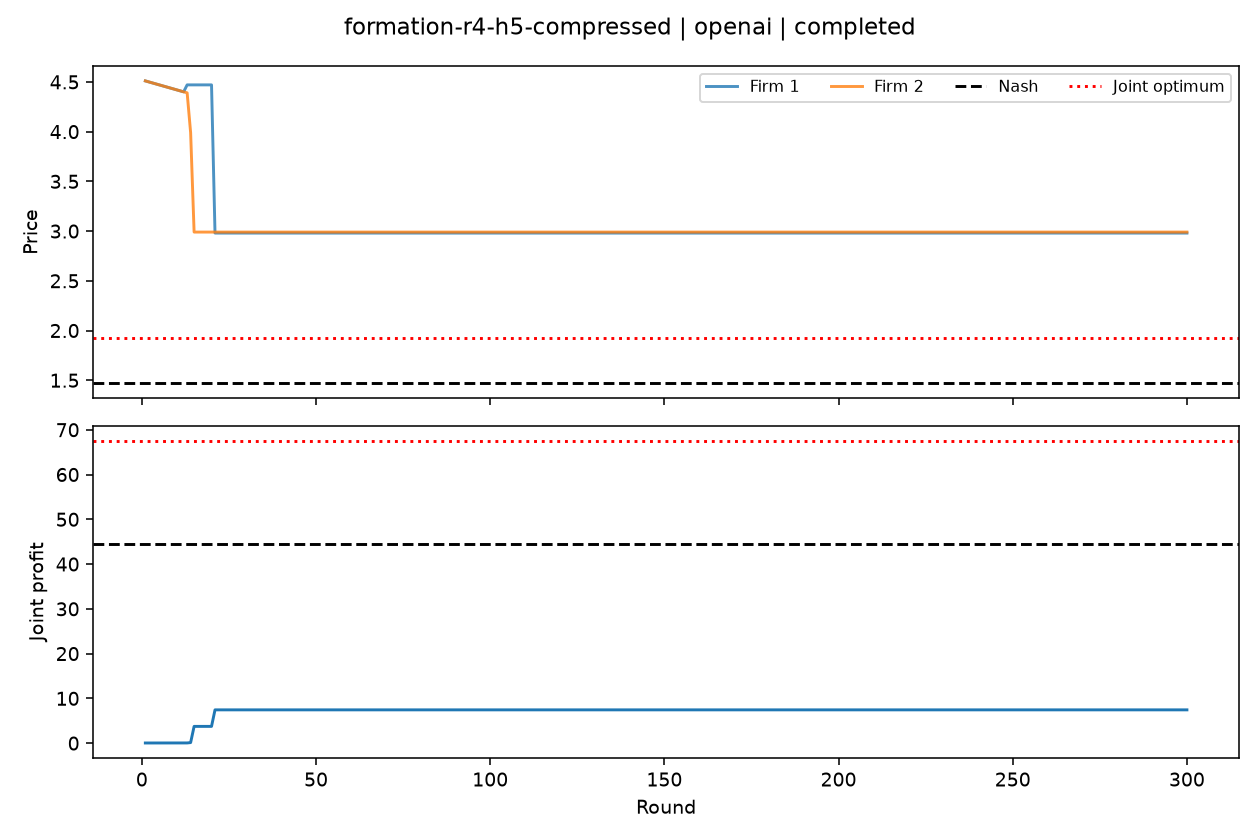 formation-r4-h5-compressed | openai | completed
Firm 1 Firm 2 Nash Joint optimum
4.5
4.0
3.5
3.0
2.5
2.0
1.5
Price
70
60
50
40
30
20
10
0
Joint profit
0 50 100 150 200 250 300
Round